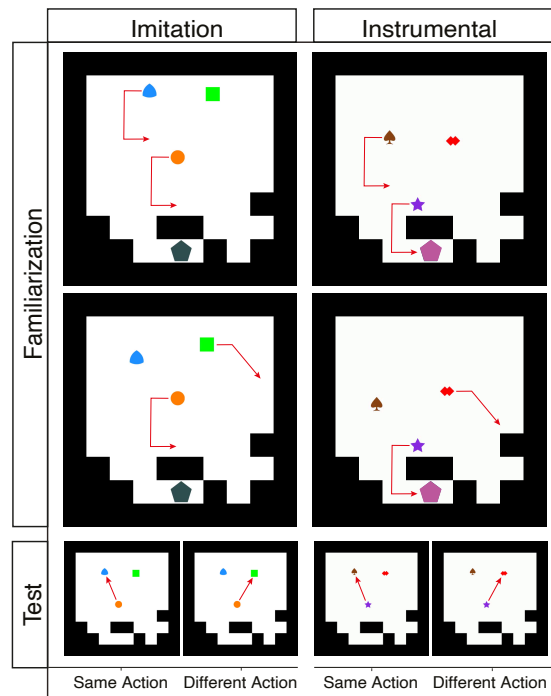 Imitation
Instrumental
Familiarization
Test
Same Action
Different Action
Same Action
Different Action